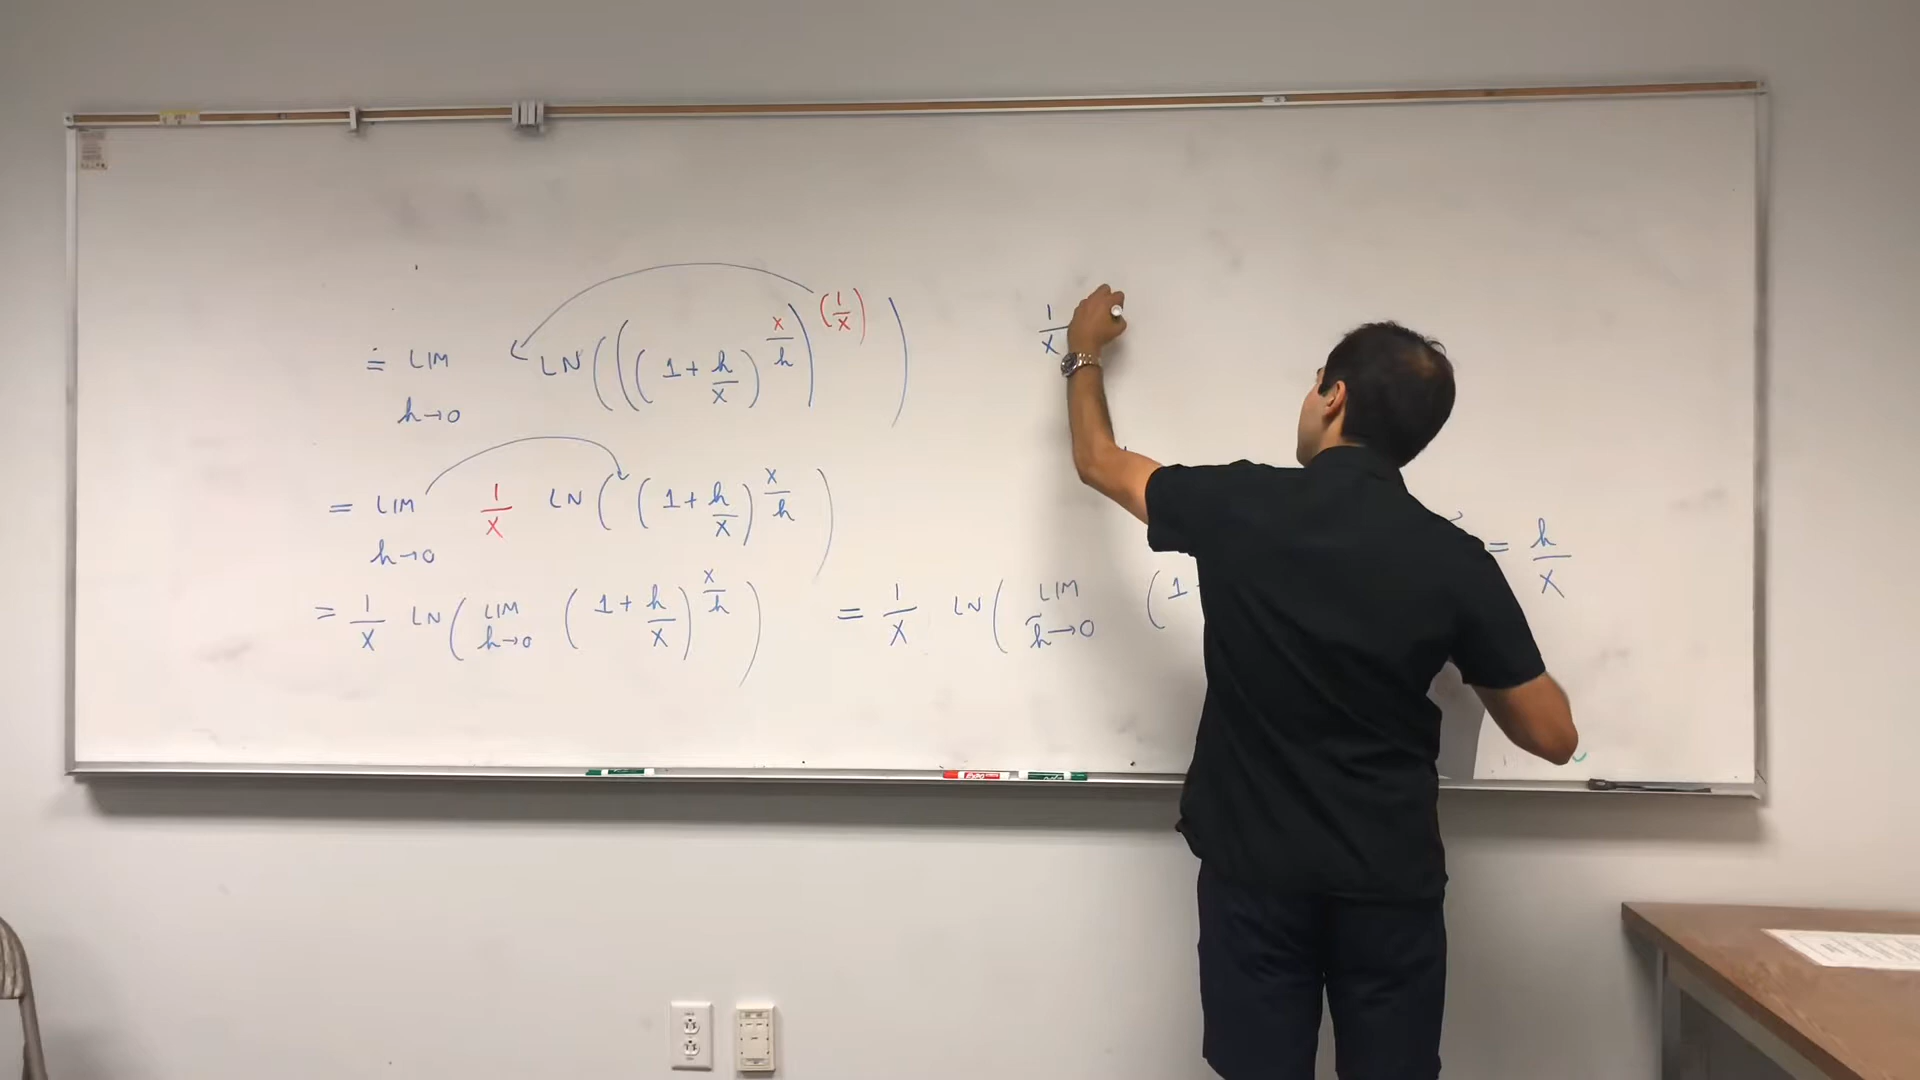 = LIM h→0 LN(((1 + h/x)^(x/h))^(1/x))
1/x
= LIM h→0 1/x LN((1 + h/x)^(x/h))
= h/x
= 1/x LN(LIM h→0 (1 + h/x)^(x/h)) = 1/x LN(LIM h̃→0 (1